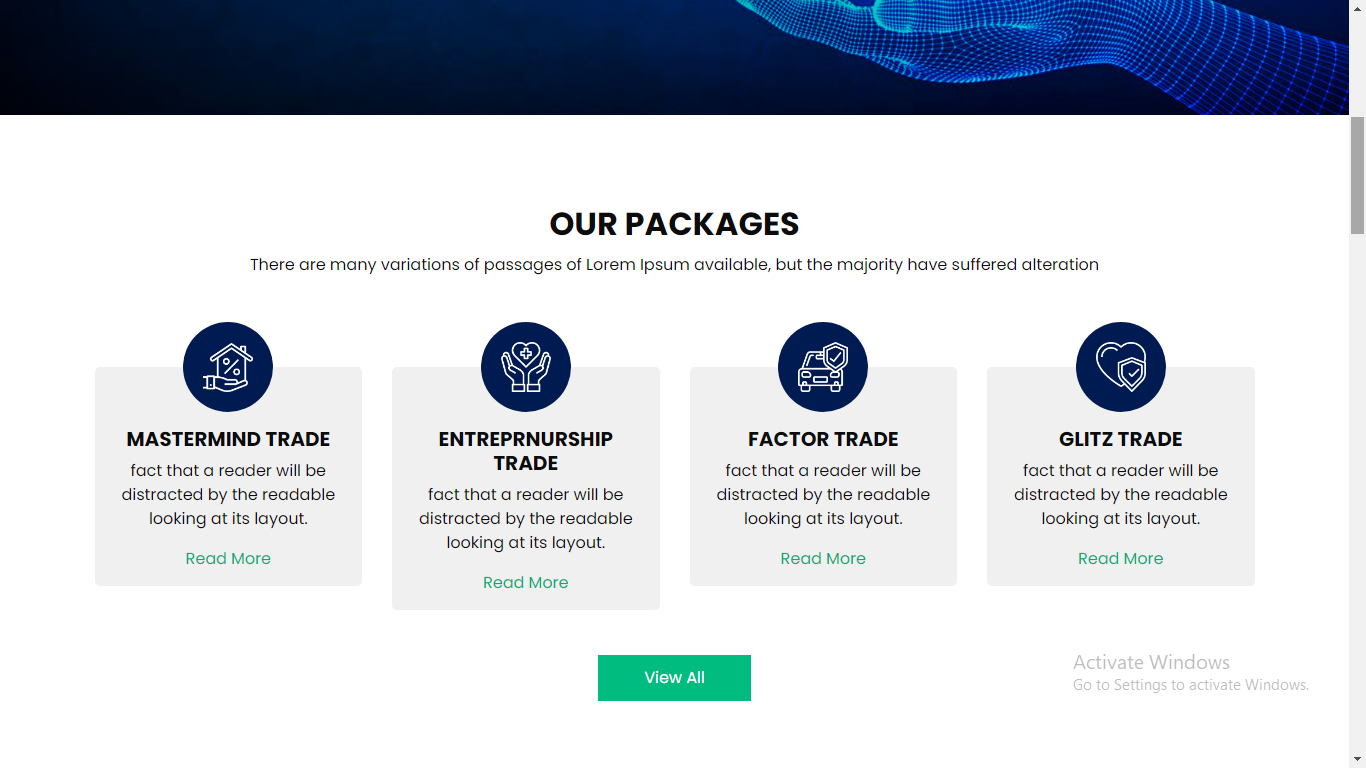 OUR PACKAGES
There are many variations of passages of Lorem Ipsum available, but the majority have suffered alteration
MASTERMIND TRADE
fact that a reader will be
distracted by the readable
looking at its layout.
Read More
ENTREPRNURSHIP
TRADE
fact that a reader will be
distracted by the readable
looking at its layout.
Read More
FACTOR TRADE
fact that a reader will be
distracted by the readable
looking at its layout.
Read More
GLITZ TRADE
fact that a reader will be
distracted by the readable
looking at its layout.
Read More
View All
Activate Windows
Go to Settings to activate Windows.